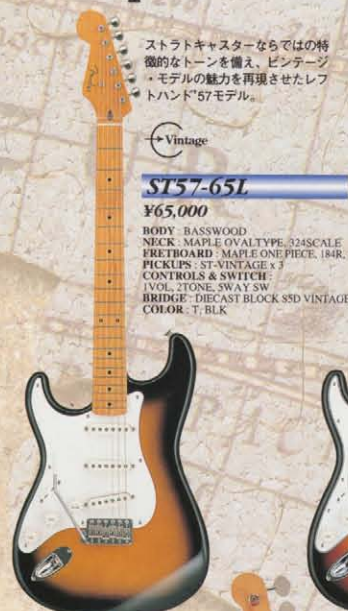 ストラトキャスターならではの特
徴的なトーンを備え、ビンテージ
・モデルの魅力を再現させたレフ
トハンド'57モデル。
Vintage
ST57-65L
¥65,000
BODY : BASSWOOD
NECK : MAPLE OVALTYPE, 324SCALE
FRETBOARD : MAPLE ONE PIECE, 184R,
PICKUPS : ST-VINTAGE x 3
CONTROLS & SWITCH :
1VOL, 2TONE, 5WAY SW
BRIDGE : DIECAST BLOCK S5D VINTAGE
COLOR : T, BLK